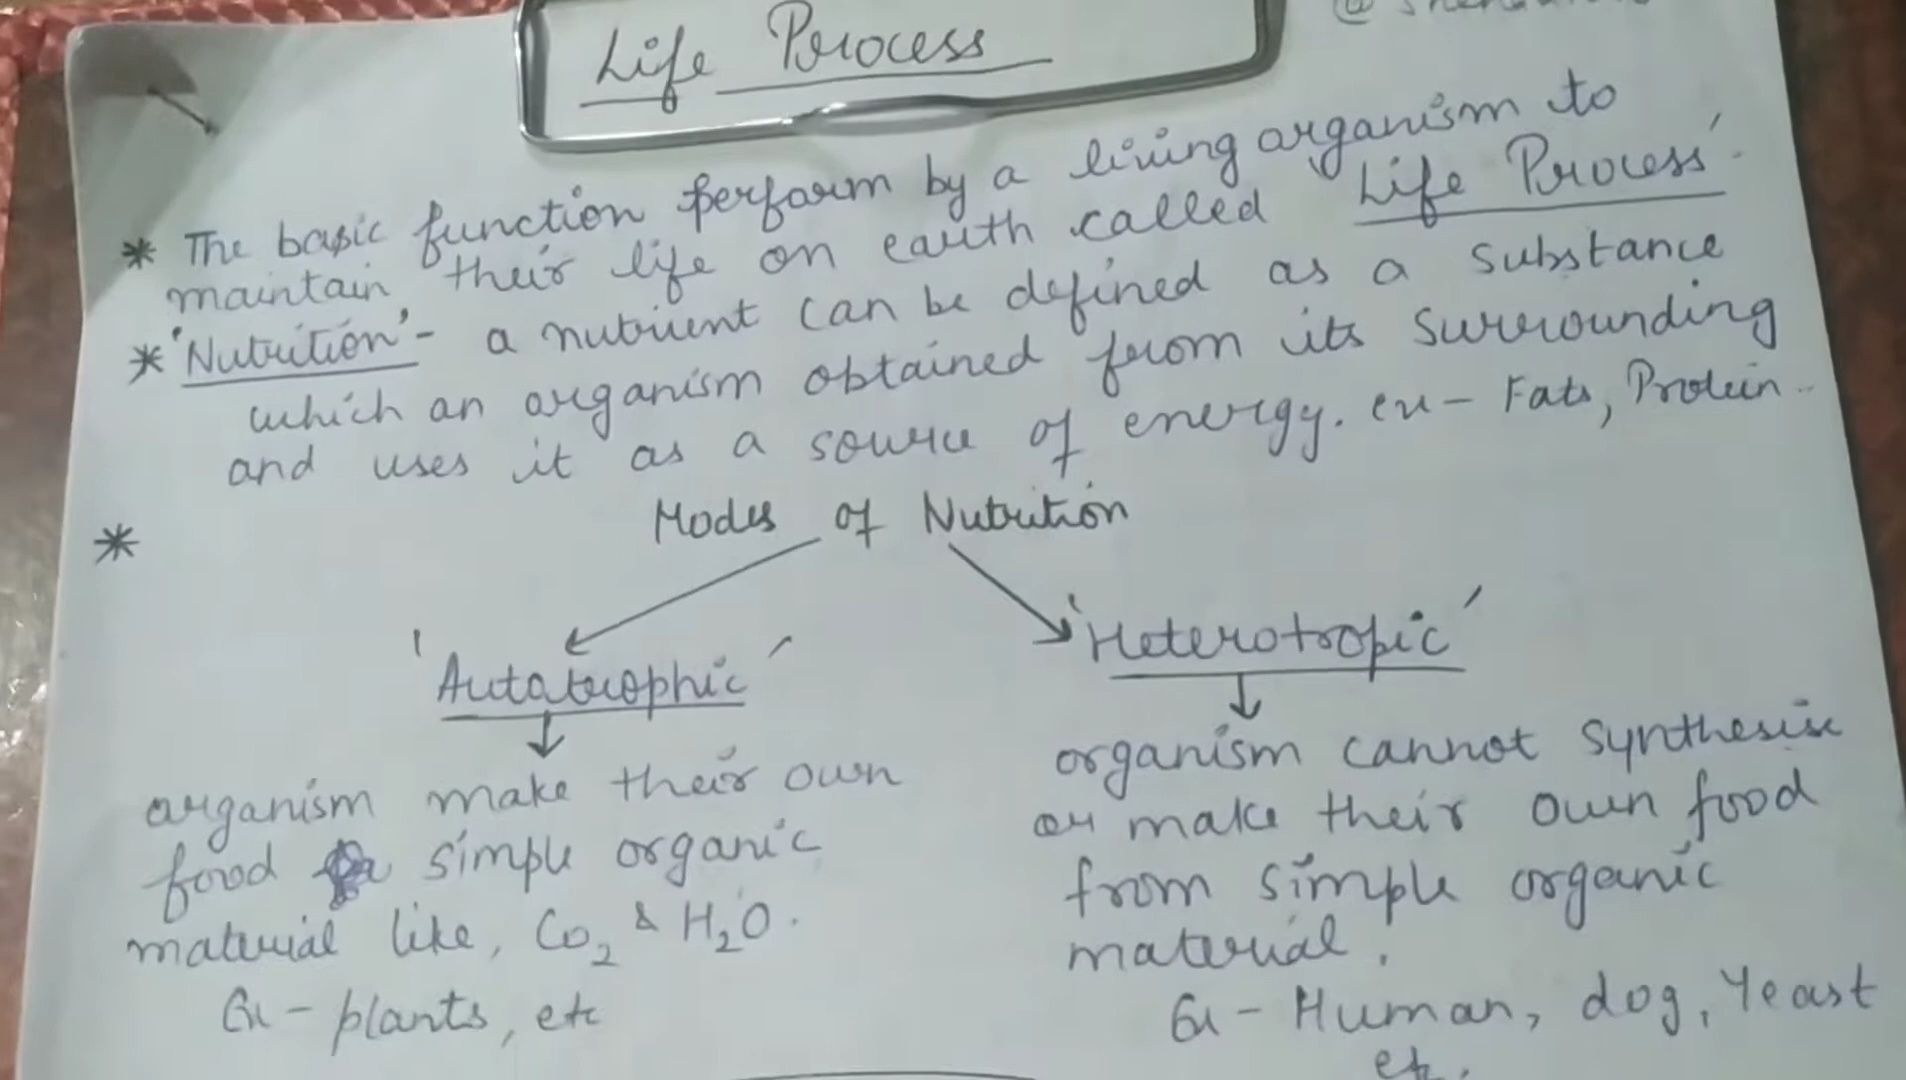 Life Process
* The basic function perform by a living organism to
maintain, their life on earth called 'Life Process'.
* 'Nutrition' - a nutrient can be defined as a substance
which an organism obtained from its surrounding
and uses it as a source of energy. ex - Fats, Protein..
* Modes of Nutrition
'Autatrophic'
'Heterotropic'
organism make their own
food simple organic
material like, Co2 & H2O.
Ex - plants, etc
organism cannot synthesise
or make their own food
from simple organic
material.
Ex - Human, dog, Yeast
etc.